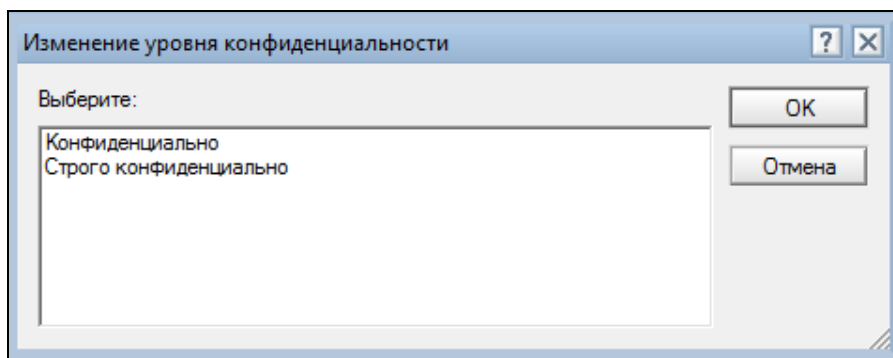 Изменение уровня конфиденциальности
?
Выберите:
OK
Конфиденциально
Строго конфиденциально
Отмена